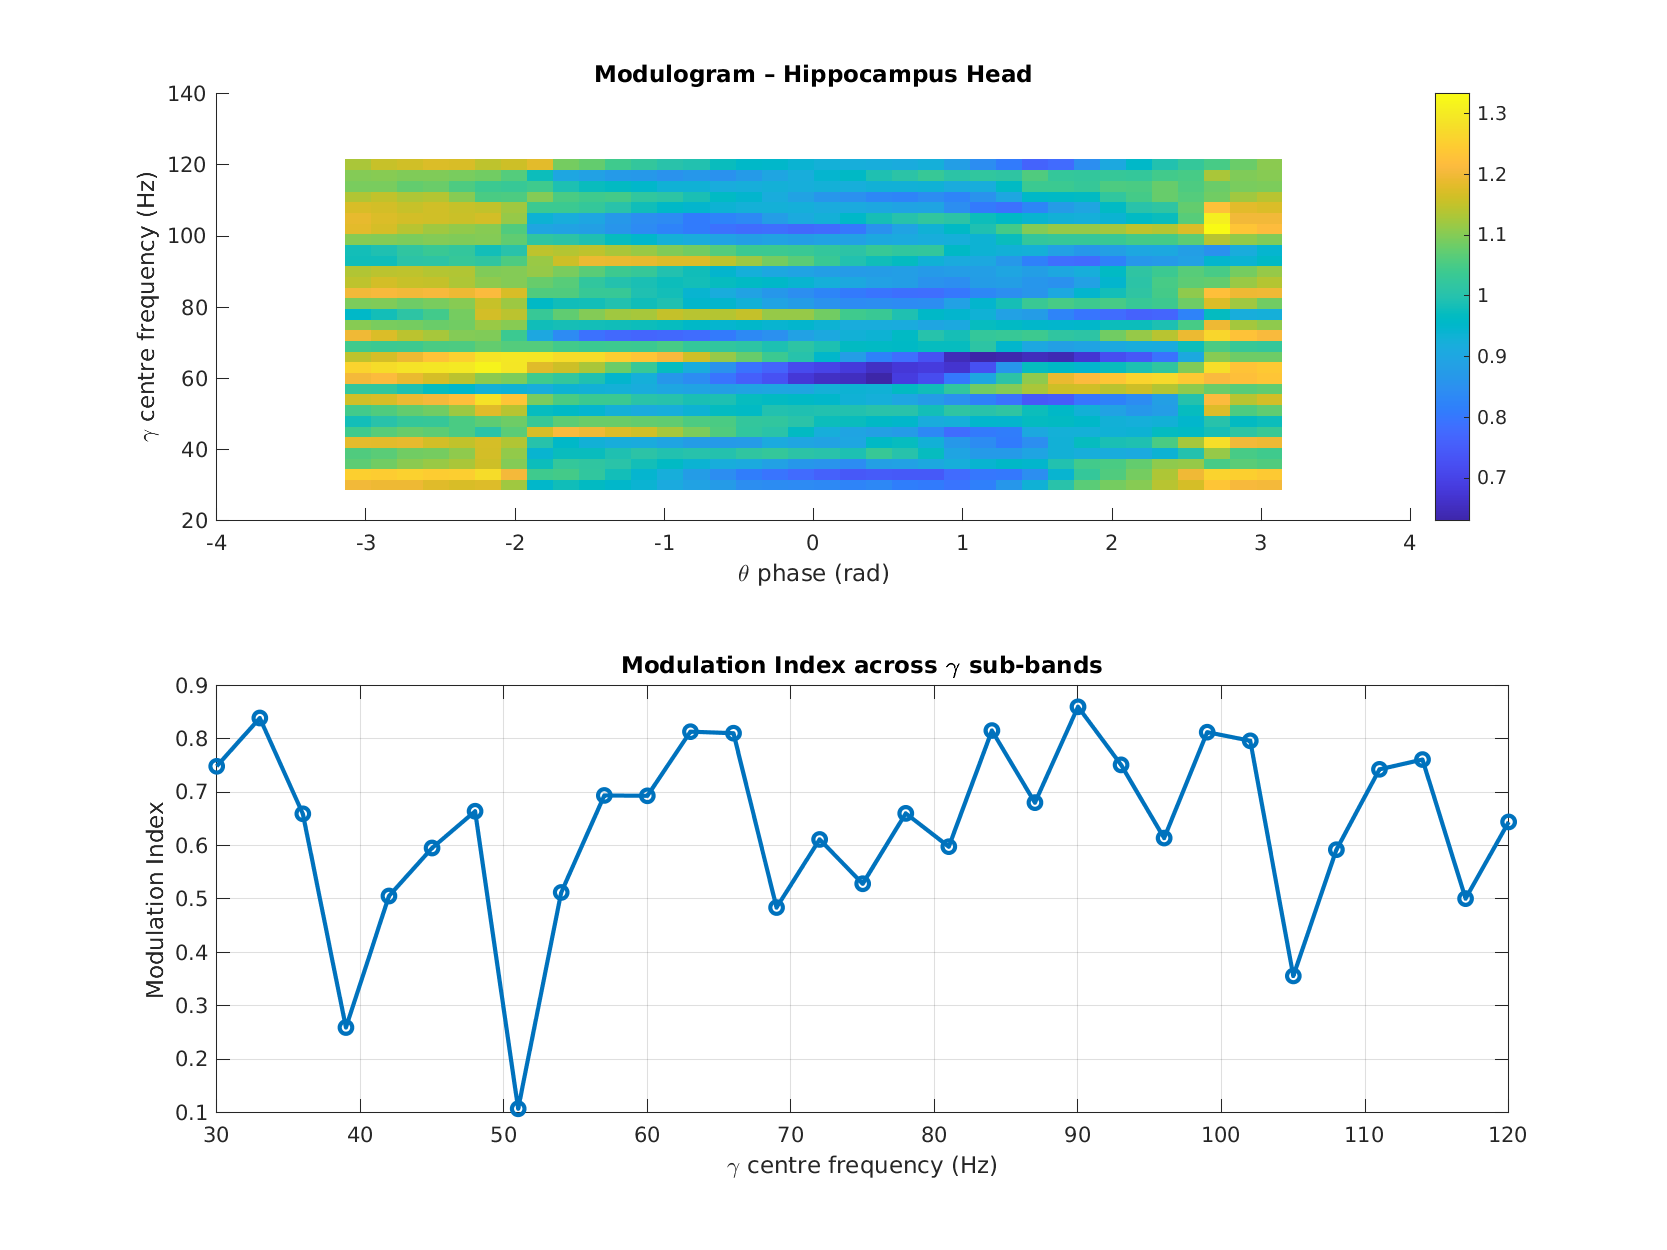 Modulogram – Hippocampus Head
140
120
100
80
60
40
20
γ centre frequency (Hz)
-4 -3 -2 -1 0 1 2 3 4
θ phase (rad)
1.3
1.2
1.1
1
0.9
0.8
0.7
Modulation Index across γ sub-bands
0.9
0.8
0.7
0.6
0.5
0.4
0.3
0.2
0.1
Modulation Index
30 40 50 60 70 80 90 100 110 120
γ centre frequency (Hz)